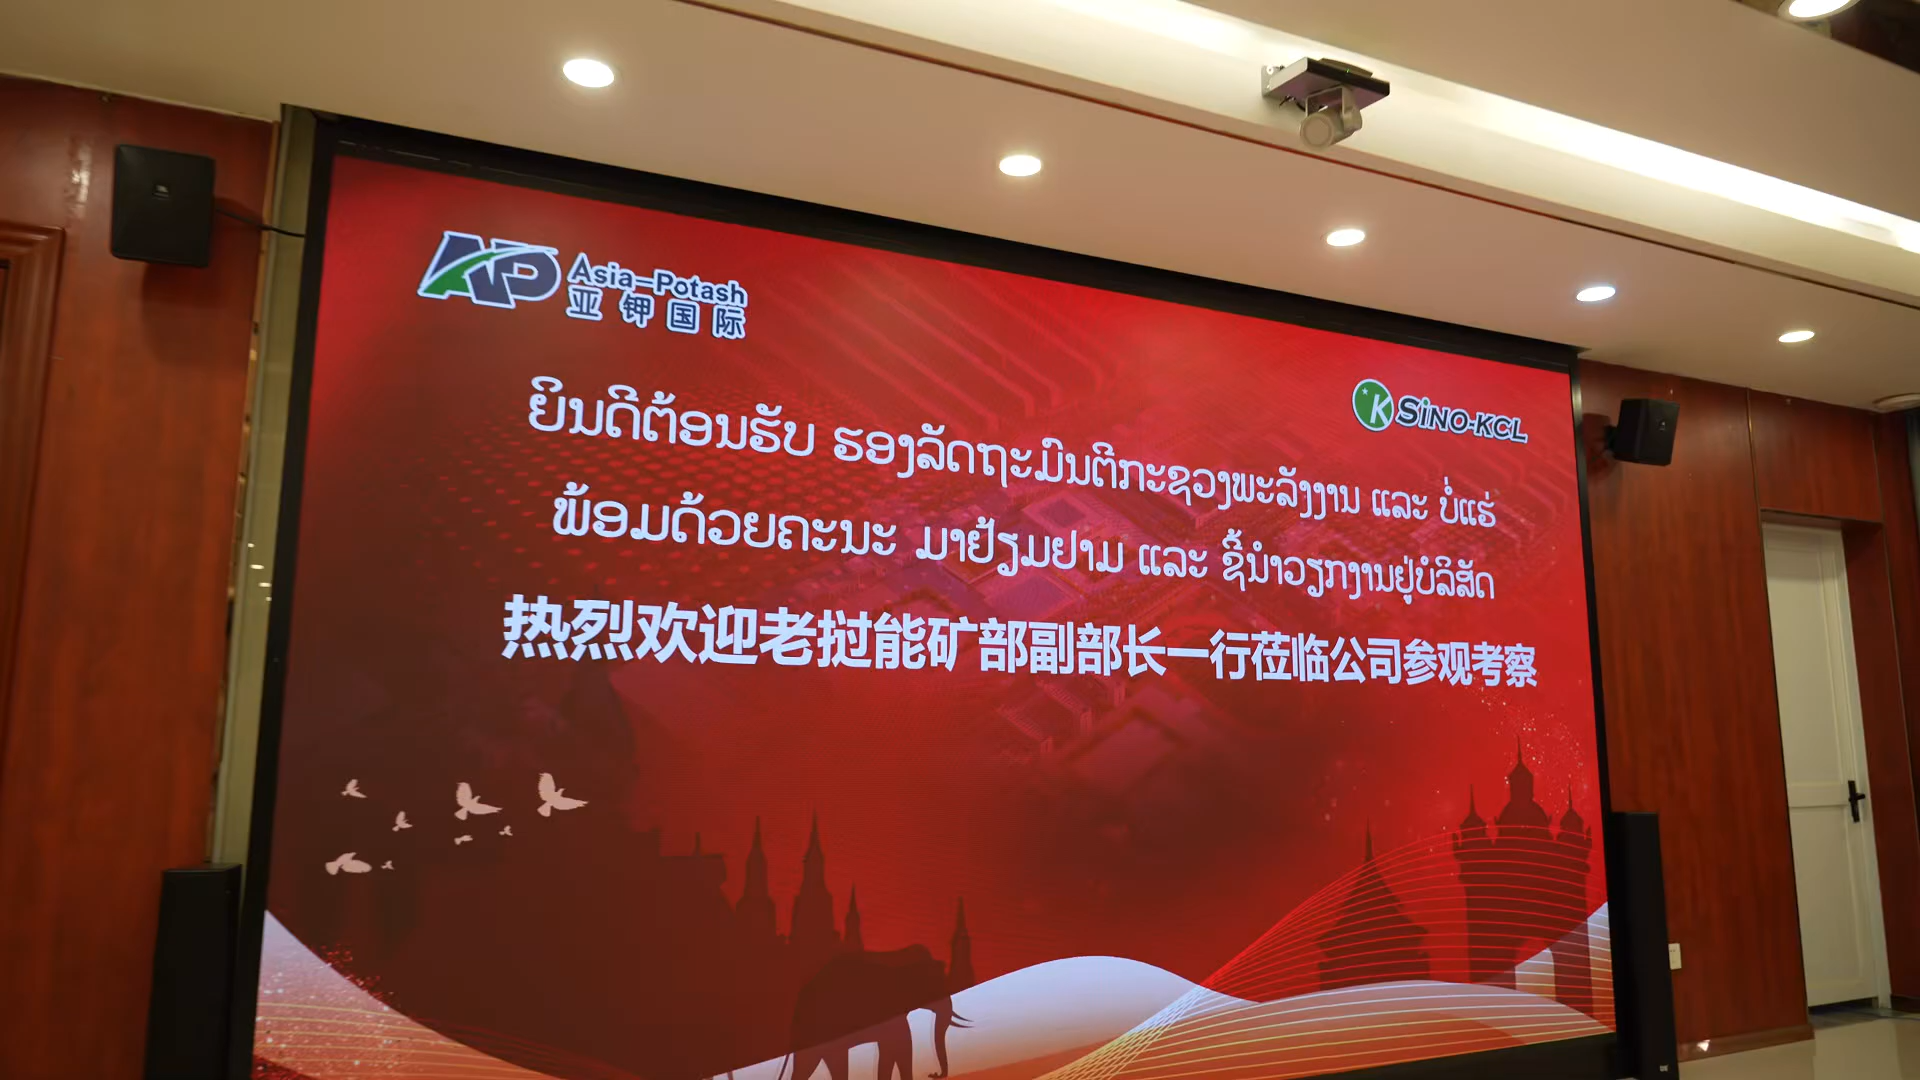 Asia-Potash
亚钾国际
SINO-KCL
ຍິນດີຕ້ອນຮັບ ຮອງລັດຖະມົນຕີກະຊວງພະລັງງານ ແລະ ບໍ່ແຮ່
ພ້ອມດ້ວຍຄະນະ ມາຢ້ຽມຢາມ ແລະ ຊີ້ນຳວຽກງານຢູ່ບໍລິສັດ
热烈欢迎老挝能矿部副部长一行莅临公司参观考察